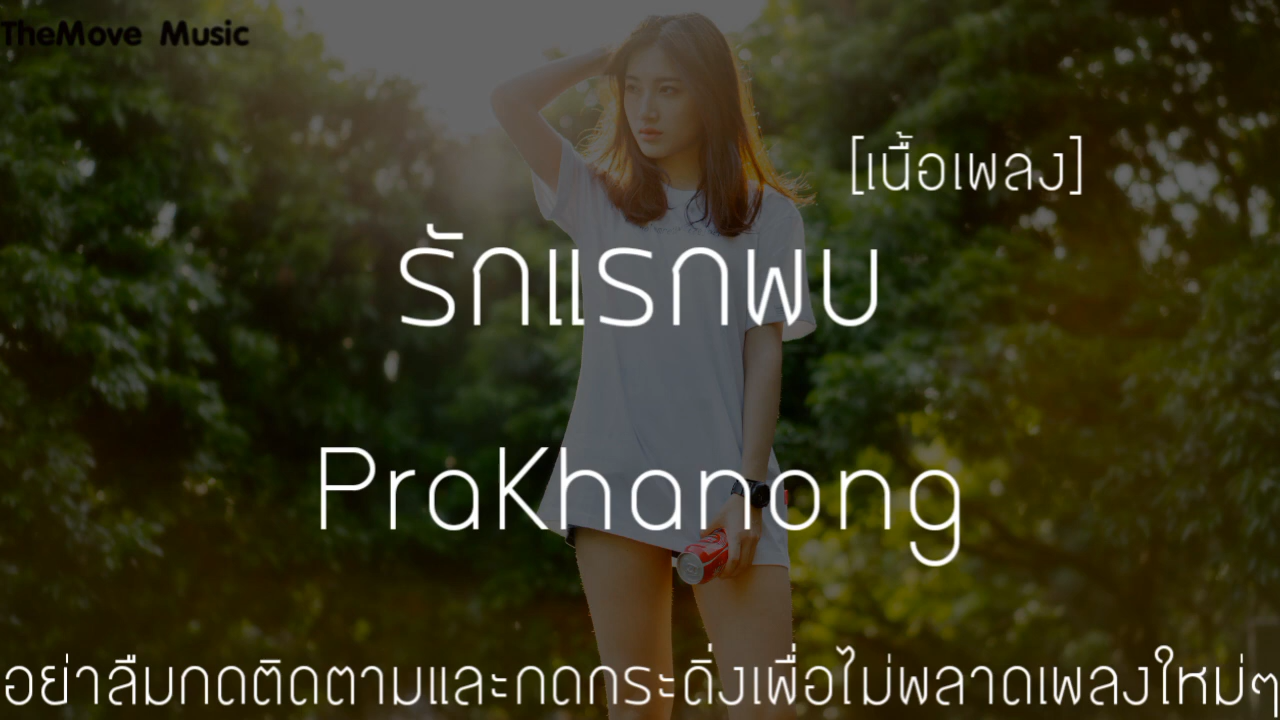 TheMove Music
[เนื้อเพลง]
รักแรกพบ
PraKhanong
อย่าลืมกดติดตามและกดกระดิ่งเพื่อไม่พลาดเพลงใหม่ๆ